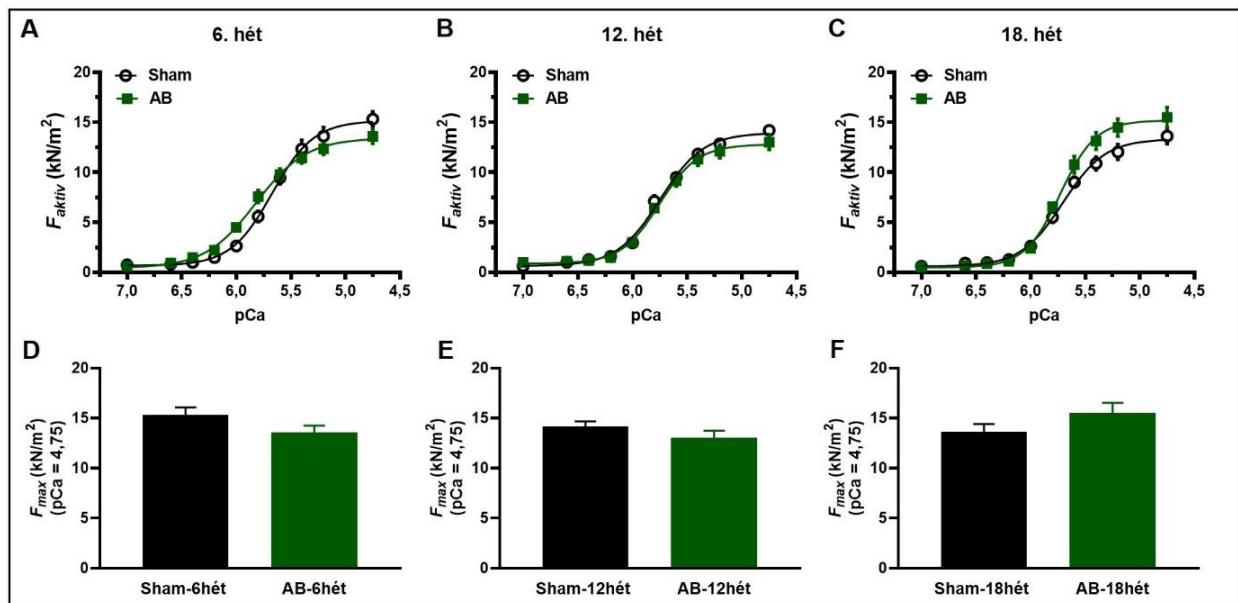 A
6. hét
Sham
AB
F_aktiv (kN/m²)
20
15
10
5
0
7,0 6,5 6,0 5,5 5,0 4,5
pCa
B
12. hét
Sham
AB
F_aktiv (kN/m²)
20
15
10
5
0
7,0 6,5 6,0 5,5 5,0 4,5
pCa
C
18. hét
Sham
AB
F_aktiv (kN/m²)
20
15
10
5
0
7,0 6,5 6,0 5,5 5,0 4,5
pCa
D
F_max (kN/m²)
(pCa = 4,75)
20
15
10
5
0
Sham-6hét AB-6hét
E
F_max (kN/m²)
(pCa = 4,75)
20
15
10
5
0
Sham-12hét AB-12hét
F
F_max (kN/m²)
(pCa = 4,75)
20
15
10
5
0
Sham-18hét AB-18hét